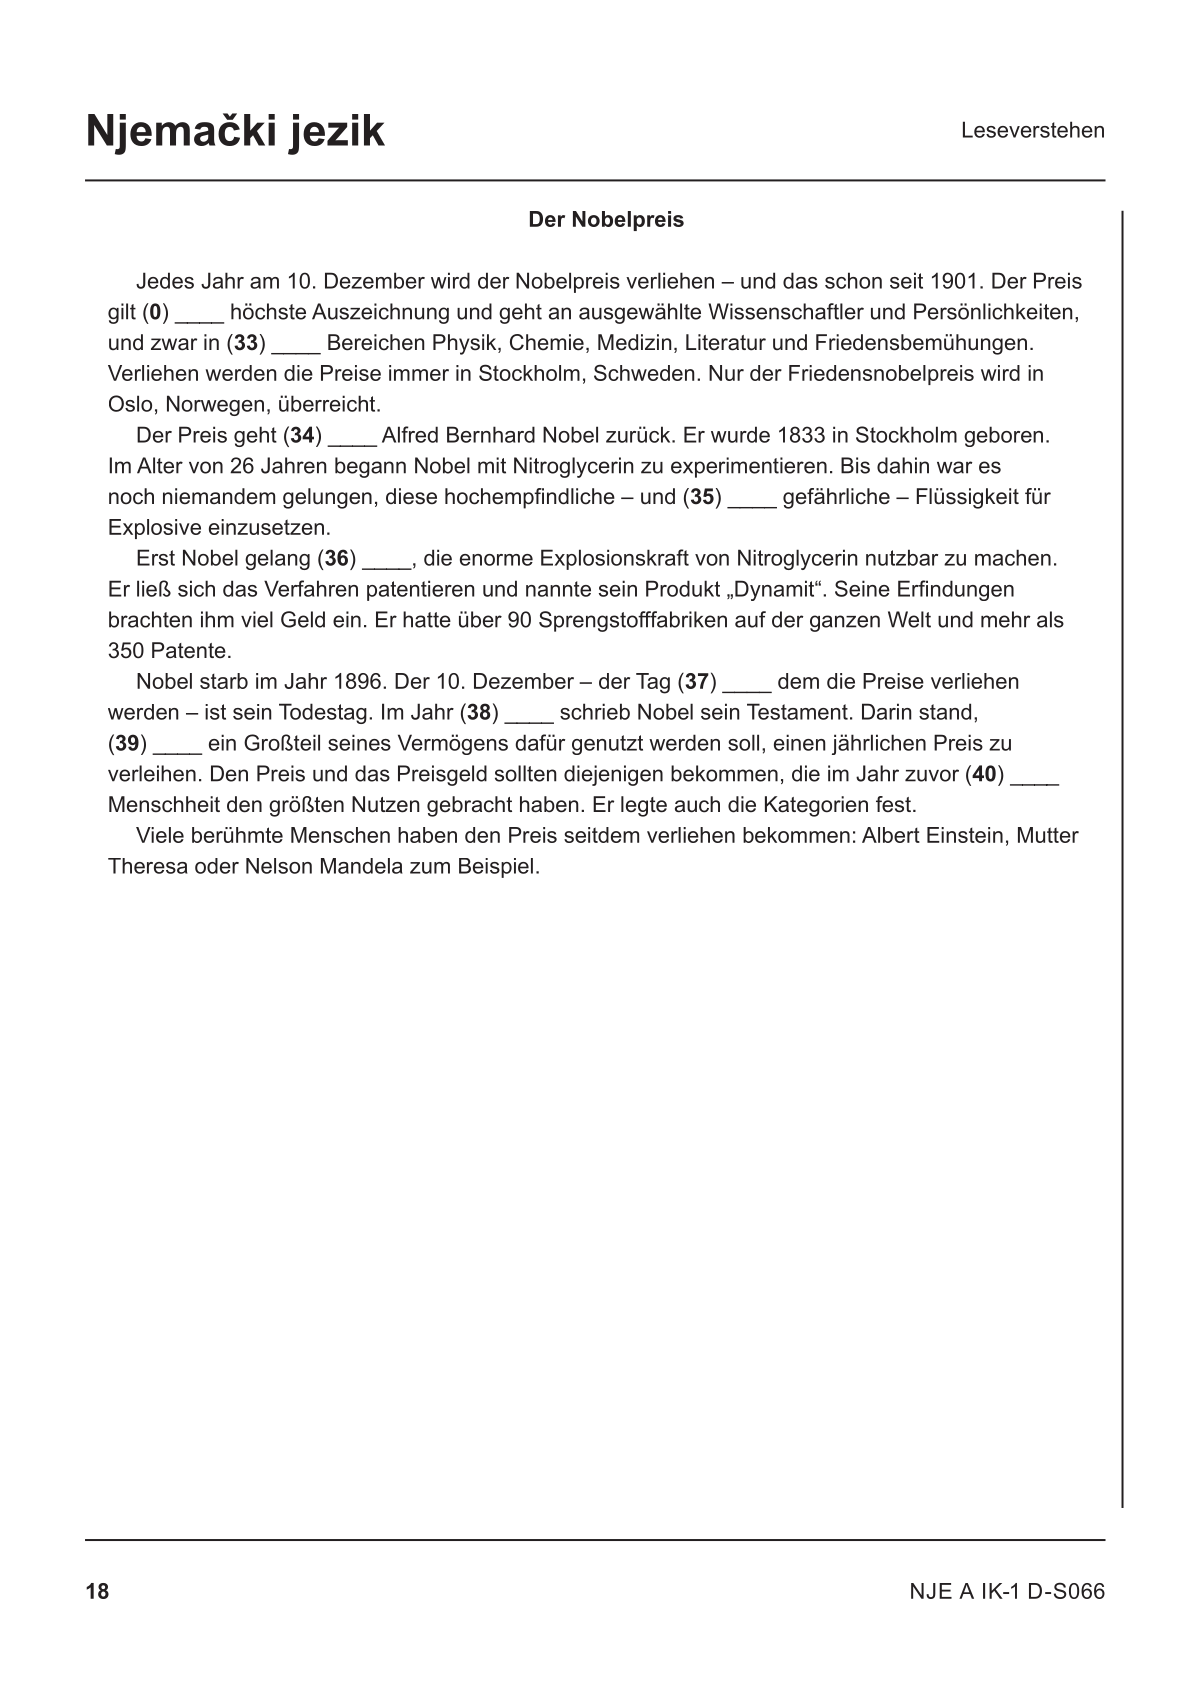 Njemački jezik
Leseverstehen
Der Nobelpreis
Jedes Jahr am 10. Dezember wird der Nobelpreis verliehen – und das schon seit 1901. Der Preis
gilt (0) ____ höchste Auszeichnung und geht an ausgewählte Wissenschaftler und Persönlichkeiten,
und zwar in (33) ____ Bereichen Physik, Chemie, Medizin, Literatur und Friedensbemühungen.
Verliehen werden die Preise immer in Stockholm, Schweden. Nur der Friedensnobelpreis wird in
Oslo, Norwegen, überreicht.
Der Preis geht (34) ____ Alfred Bernhard Nobel zurück. Er wurde 1833 in Stockholm geboren.
Im Alter von 26 Jahren begann Nobel mit Nitroglycerin zu experimentieren. Bis dahin war es
noch niemandem gelungen, diese hochempfindliche – und (35) ____ gefährliche – Flüssigkeit für
Explosive einzusetzen.
Erst Nobel gelang (36) ____, die enorme Explosionskraft von Nitroglycerin nutzbar zu machen.
Er ließ sich das Verfahren patentieren und nannte sein Produkt „Dynamit“. Seine Erfindungen
brachten ihm viel Geld ein. Er hatte über 90 Sprengstofffabriken auf der ganzen Welt und mehr als
350 Patente.
Nobel starb im Jahr 1896. Der 10. Dezember – der Tag (37) ____ dem die Preise verliehen
werden – ist sein Todestag. Im Jahr (38) ____ schrieb Nobel sein Testament. Darin stand,
(39) ____ ein Großteil seines Vermögens dafür genutzt werden soll, einen jährlichen Preis zu
verleihen. Den Preis und das Preisgeld sollten diejenigen bekommen, die im Jahr zuvor (40) ____
Menschheit den größten Nutzen gebracht haben. Er legte auch die Kategorien fest.
Viele berühmte Menschen haben den Preis seitdem verliehen bekommen: Albert Einstein, Mutter
Theresa oder Nelson Mandela zum Beispiel.
18
NJE A IK-1 D-S066